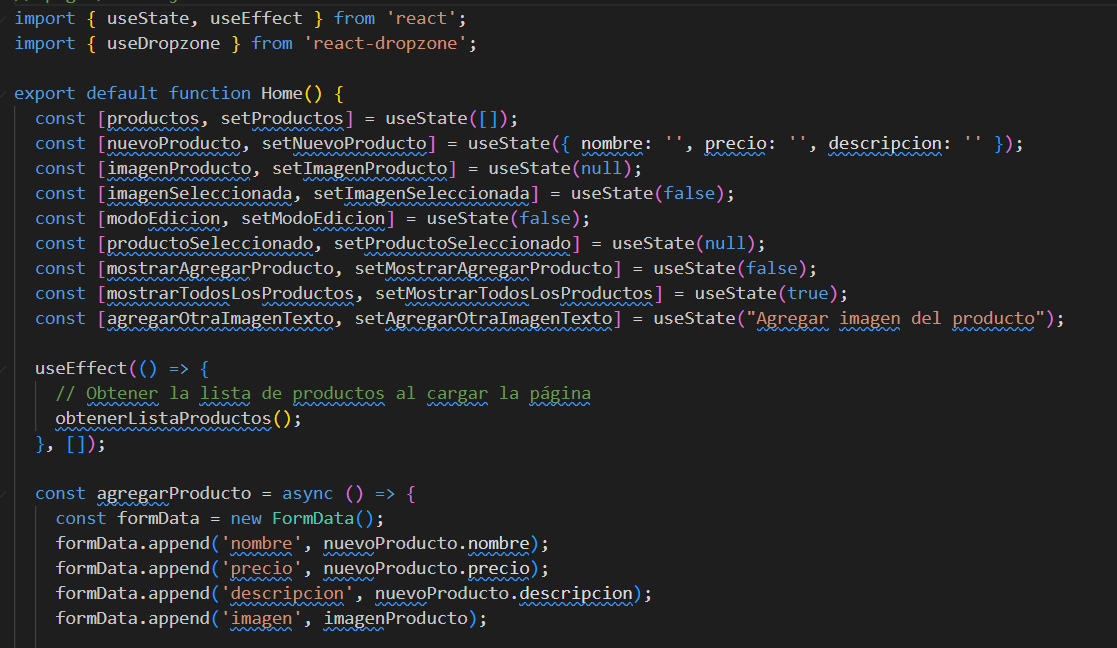 import { useState, useEffect } from 'react';
import { useDropzone } from 'react-dropzone';
export default function Home() {
const [productos, setProductos] = useState([]);
const [nuevoProducto, setNuevoProducto] = useState({ nombre: '', precio: '', descripcion: '' });
const [imagenProducto, setImagenProducto] = useState(null);
const [imagenSeleccionada, setImagenSeleccionada] = useState(false);
const [modoEdicion, setModoEdicion] = useState(false);
const [productoSeleccionado, setProductoSeleccionado] = useState(null);
const [mostrarAgregarProducto, setMostrarAgregarProducto] = useState(false);
const [mostrarTodosLosProductos, setMostrarTodosLosProductos] = useState(true);
const [agregarOtraImagenTexto, setAgregarOtraImagenTexto] = useState("Agregar imagen del producto");
useEffect(() => {
// Obtener la lista de productos al cargar la página
obtenerListaProductos();
}, []);
const agregarProducto = async () => {
const formData = new FormData();
formData.append('nombre', nuevoProducto.nombre);
formData.append('precio', nuevoProducto.precio);
formData.append('descripcion', nuevoProducto.descripcion);
formData.append('imagen', imagenProducto);